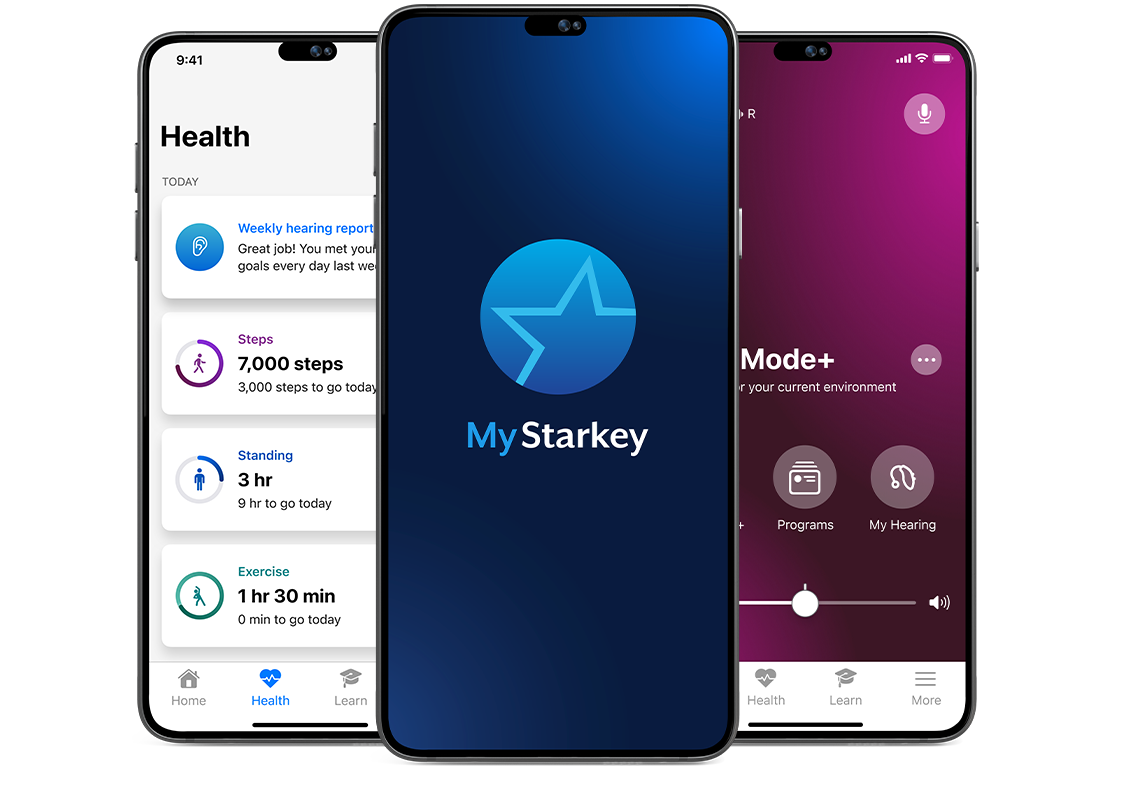 9:41
Health
TODAY
Weekly hearing report
Great job! You met your
goals every day last
Steps
7,000 steps
3,000 steps to go today
Standing
3 hr
9 hr to go today
Exercise
1 hr 30 min
0 min to go today
Home
Health
Learn
My Starkey
R
Mode+
your current environment
+
Programs
My Hearing
Health
Learn
More